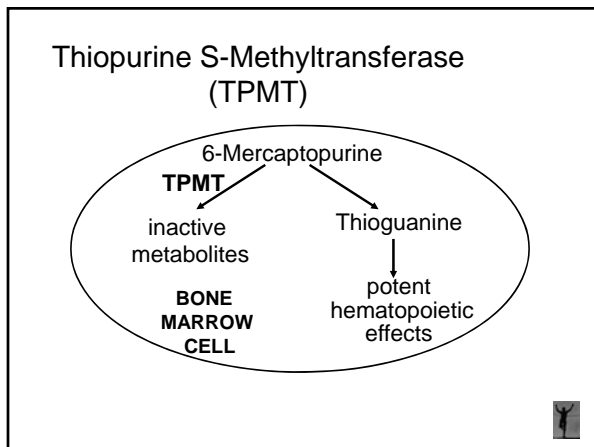 Thiopurine S-Methyltransferase
(TPMT)
6-Mercaptopurine
TPMT
inactive
metabolites
Thioguanine
potent
hematopoietic
effects
BONE
MARROW
CELL